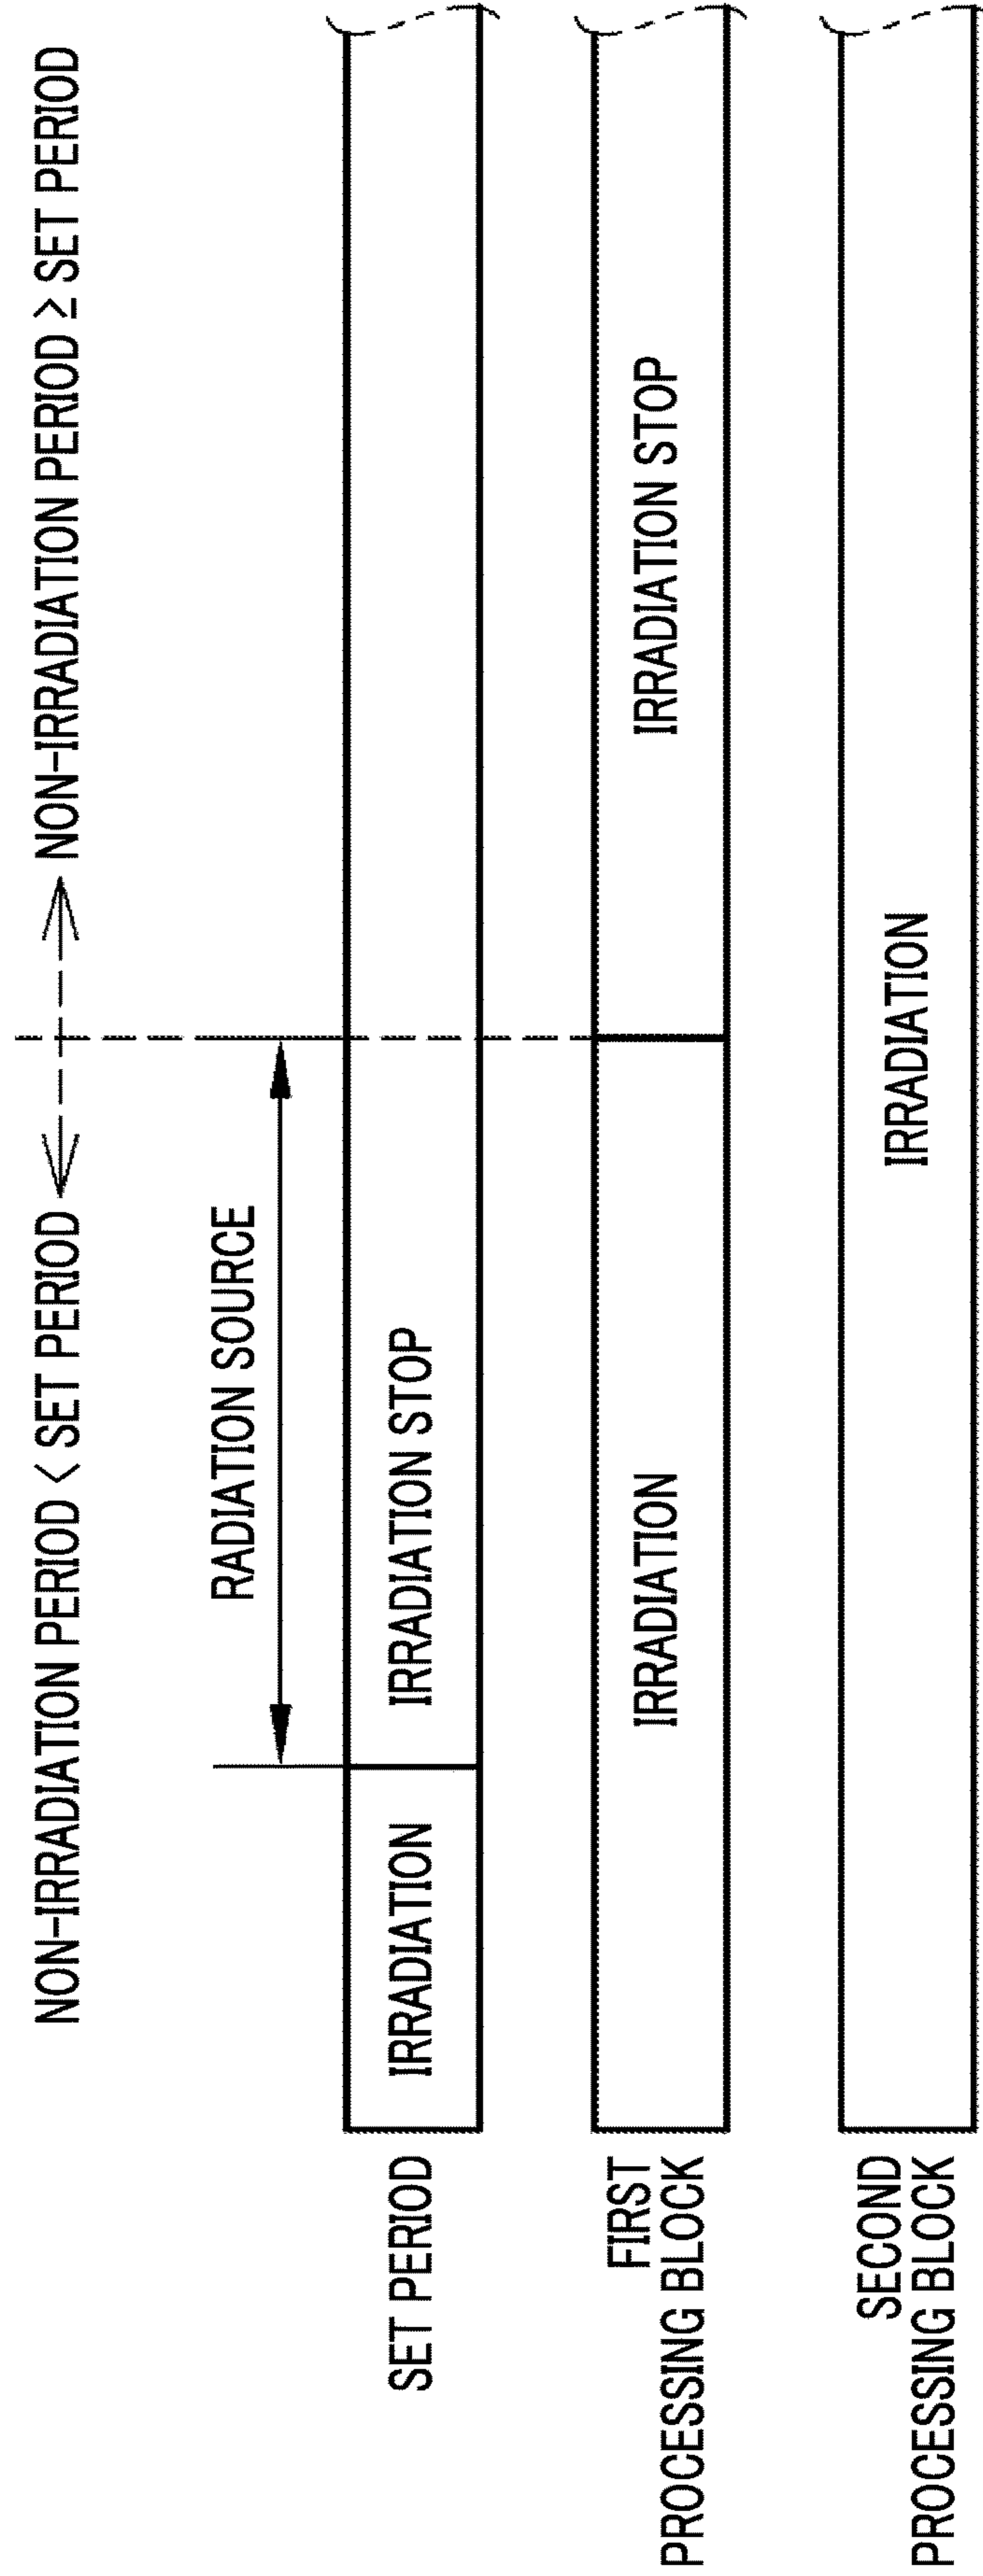 NON-IRRADIATION PERIOD < SET PERIOD
NON-IRRADIATION PERIOD ≥ SET PERIOD
RADIATION SOURCE
SET PERIOD
IRRADIATION
IRRADIATION STOP
FIRST
PROCESSING BLOCK
IRRADIATION
IRRADIATION STOP
SECOND
PROCESSING BLOCK
IRRADIATION